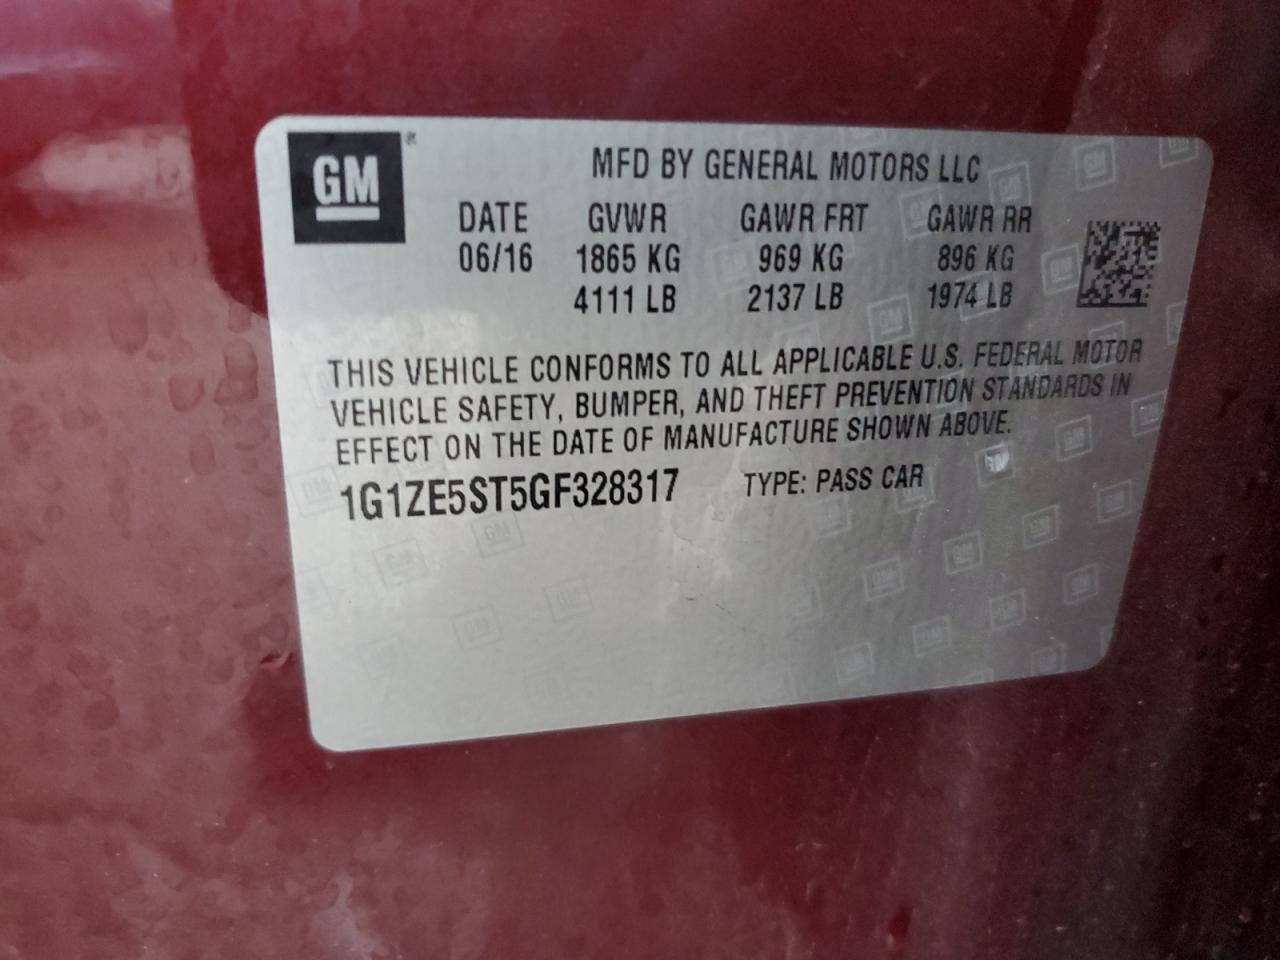 GM
MFD BY GENERAL MOTORS LLC
DATE GVWR GAWR FRT GAWR RR
06/16 1865 KG 969 KG 896 KG
4111 LB 2137 LB 1974 LB
THIS VEHICLE CONFORMS TO ALL APPLICABLE U.S. FEDERAL MOTOR
VEHICLE SAFETY, BUMPER, AND THEFT PREVENTION STANDARDS IN
EFFECT ON THE DATE OF MANUFACTURE SHOWN ABOVE.
1G1ZE5ST5GF328317 TYPE: PASS CAR